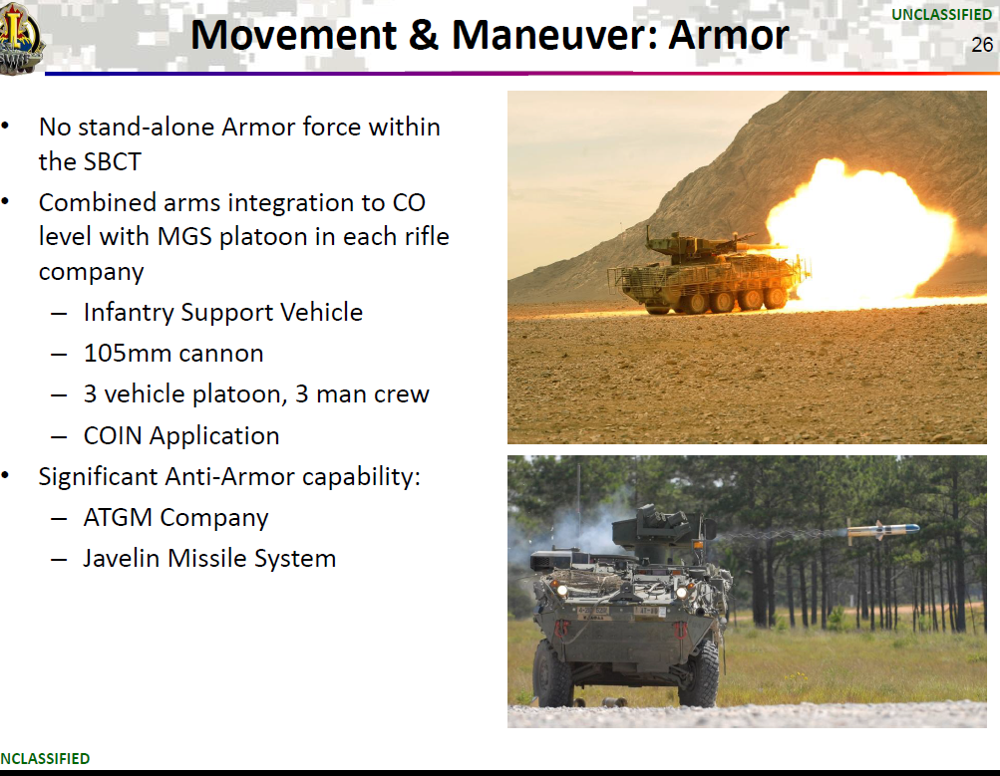 UNCLASSIFIED
Movement & Maneuver: Armor
26
• No stand-alone Armor force within
the SBCT
• Combined arms integration to CO
level with MGS platoon in each rifle
company
– Infantry Support Vehicle
– 105mm cannon
– 3 vehicle platoon, 3 man crew
– COIN Application
• Significant Anti-Armor capability:
– ATGM Company
– Javelin Missile System
NCLASSIFIED